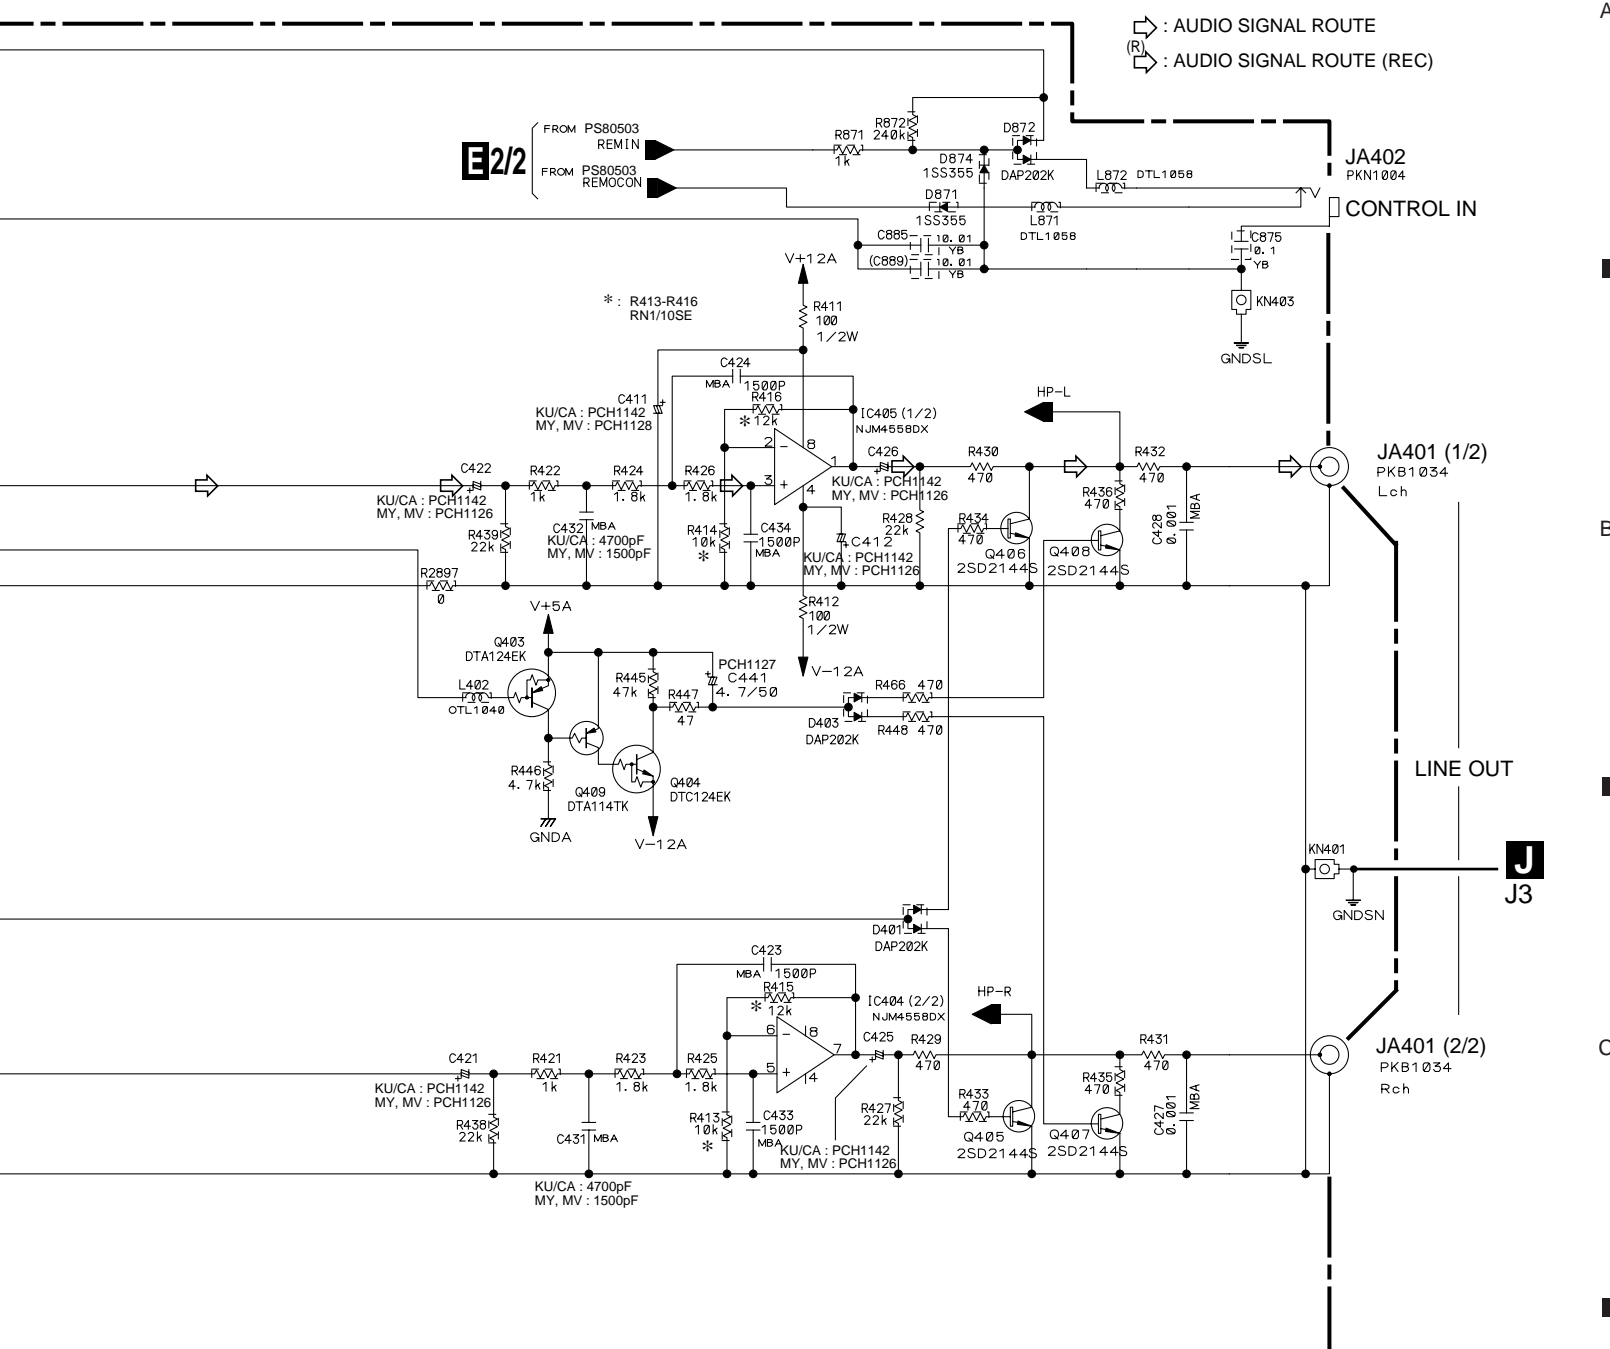 : AUDIO SIGNAL ROUTE
(R)
: AUDIO SIGNAL ROUTE (REC)
A
E 2/2
FROM PS80503
REMIN
FROM PS80503
REMOCON
R871
1k
R872
240k
D872
DAP202K
D874
1SS355
D871
1SS355
L872 DTL1058
L871
DTL1058
JA402
PKN1004
CONTROL IN
C885 0.01
YB
(C889) 0.01
YB
C875
0.1
YB
KN403
GNDSL
V+12A
* : R413-R416
RN1/10SE
R411
100
1/2W
C424
MBA 1500P
R416
* 12k
C411
KU/CA : PCH1142
MY, MV : PCH1128
IC405 (1/2)
NJM4558DX
2 - 8
3 + 4
1
HP-L
C422
KU/CA : PCH1142
MY, MV : PCH1126
R422
1k
R424
1.8k
R426
1.8k
C426
KU/CA : PCH1142
MY, MV : PCH1126
R430
470
R432
470
JA401 (1/2)
PKB1034
Lch
R439
22k
C432 MBA
KU/CA : 4700pF
MY, MV : 1500pF
R414
10k
*
C434
1500P
MBA
C412
KU/CA : PCH1142
MY, MV : PCH1126
R428
22k
R434
470
Q406
2SD2144S
R436
470
Q408
2SD2144S
C428
0.001
MBA
B
R2897
0
R412
100
1/2W
V-12A
V+5A
Q403
DTA124EK
L402
OTL1040
R445
47k
R447
47
PCH1127
C441
4.7/50
D403
DAP202K
R466 470
R448 470
R446
4.7k
GNDA
Q409
DTA114TK
Q404
DTC124EK
V-12A
LINE OUT
KN401
GNDSN
J
J3
D401
DAP202K
C423
MBA 1500P
R415
* 12k
IC404 (2/2)
NJM4558DX
6 - 8
5 + 4
7
HP-R
C421
KU/CA : PCH1142
MY, MV : PCH1126
R421
1k
R423
1.8k
R425
1.8k
C425
R429
470
R431
470
JA401 (2/2)
PKB1034
Rch
C
R438
22k
C431 MBA
KU/CA : 4700pF
MY, MV : 1500pF
R413
10k
*
C433
1500P
MBA
KU/CA : PCH1142
MY, MV : PCH1126
R427
22k
R433
470
Q405
2SD2144S
R435
470
Q407
2SD2144S
C427
0.001
MBA